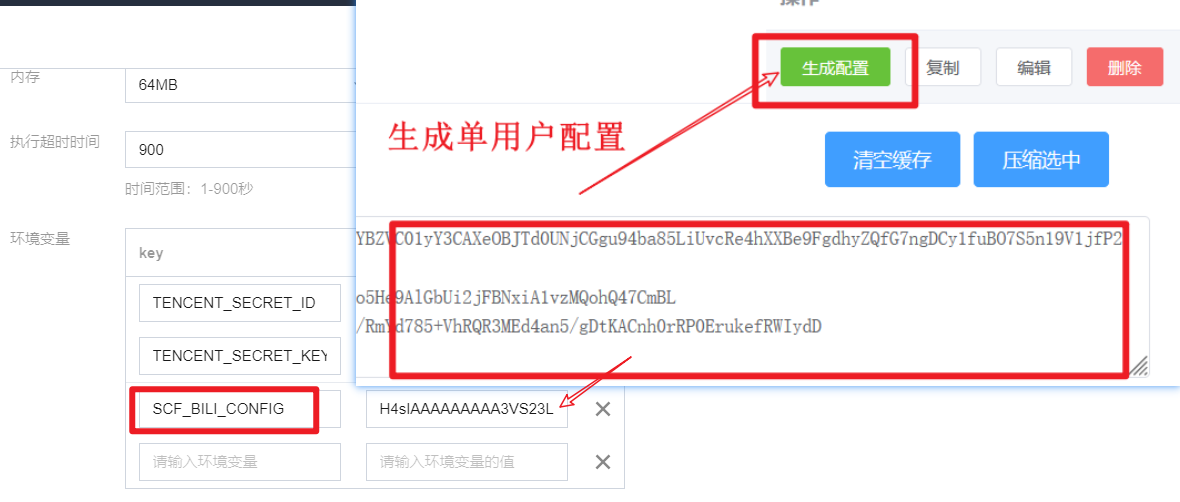 操作
生成配置 复制 编辑 删除
生成单用户配置
清空缓存 压缩选中
YBZVC01yY3CAXeOBJTd0UNjCGgu94ba85LiUvcRe4hXXBe9FgdhyZQfG7ngDCy1fuBO7S5n19V1jfP2
o5He9AlGbUi2jFBNxiA1vzMQohQ47CmBL
/RmYd785+VhRQR3MEd4an5/gDtKACnh0rRP0ErukefRWIydD
内存 64MB
执行超时时间 900
时间范围：1-900秒
环境变量 key
TENCENT_SECRET_ID
TENCENT_SECRET_KEY
SCF_BILI_CONFIG H4sIAAAAAAAAA3VS23L
请输入环境变量 请输入环境变量的值